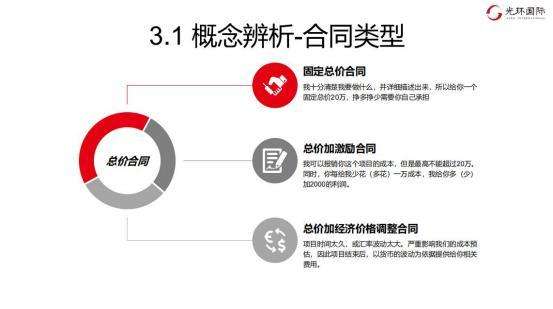 光环国际
3.1 概念辨析-合同类型
固定总价合同
我十分清楚我要做什么，并详细描述出来，所以给你一个
固定总价20万，挣多挣少需要你自己承担
总价合同
总价加激励合同
我可以报销你这个项目的成本，但是最高不能超过20万。
同时，你每给我少花（多花）一万成本，我给你多（少）
加2000的利润。
总价加经济价格调整合同
项目时间太久，或汇率波动太大。严重影响我们的成本预
估，因此项目结束后，以货币的波动为依据提供给你相关
费用。